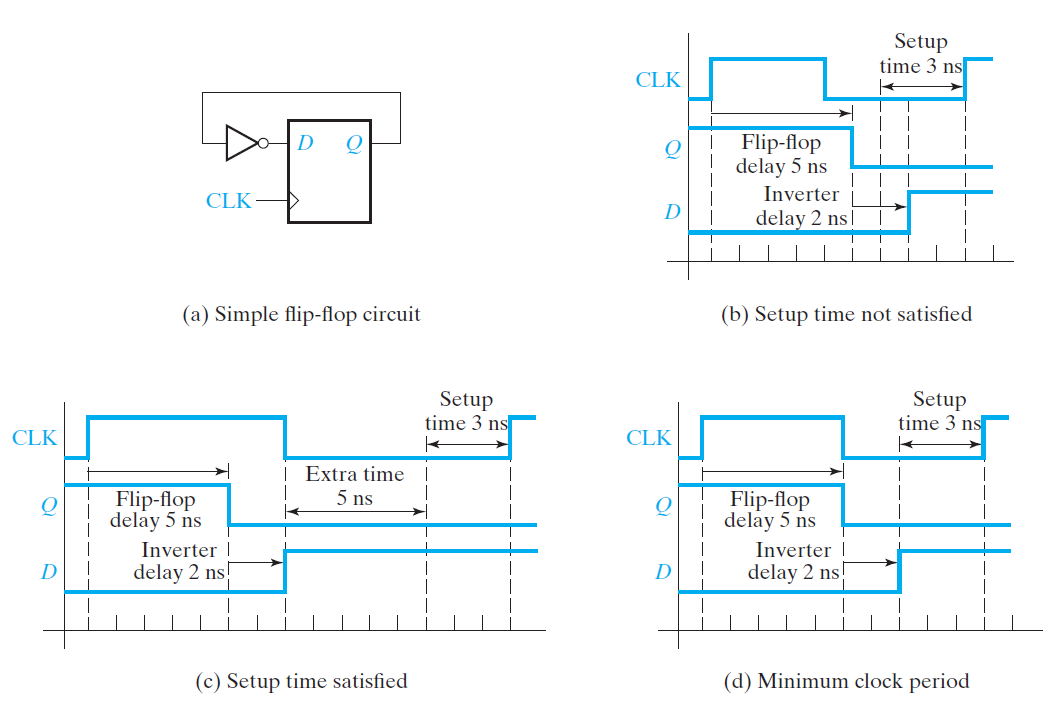 D Q
CLK
(a) Simple flip-flop circuit
Setup
time 3 ns
CLK
Q
Flip-flop
delay 5 ns
Inverter
D
delay 2 ns
(b) Setup time not satisfied
Setup
time 3 ns
CLK
Extra time
5 ns
Q
Flip-flop
delay 5 ns
Inverter
D
delay 2 ns
(c) Setup time satisfied
Setup
time 3 ns
CLK
Q
Flip-flop
delay 5 ns
Inverter
D
delay 2 ns
(d) Minimum clock period